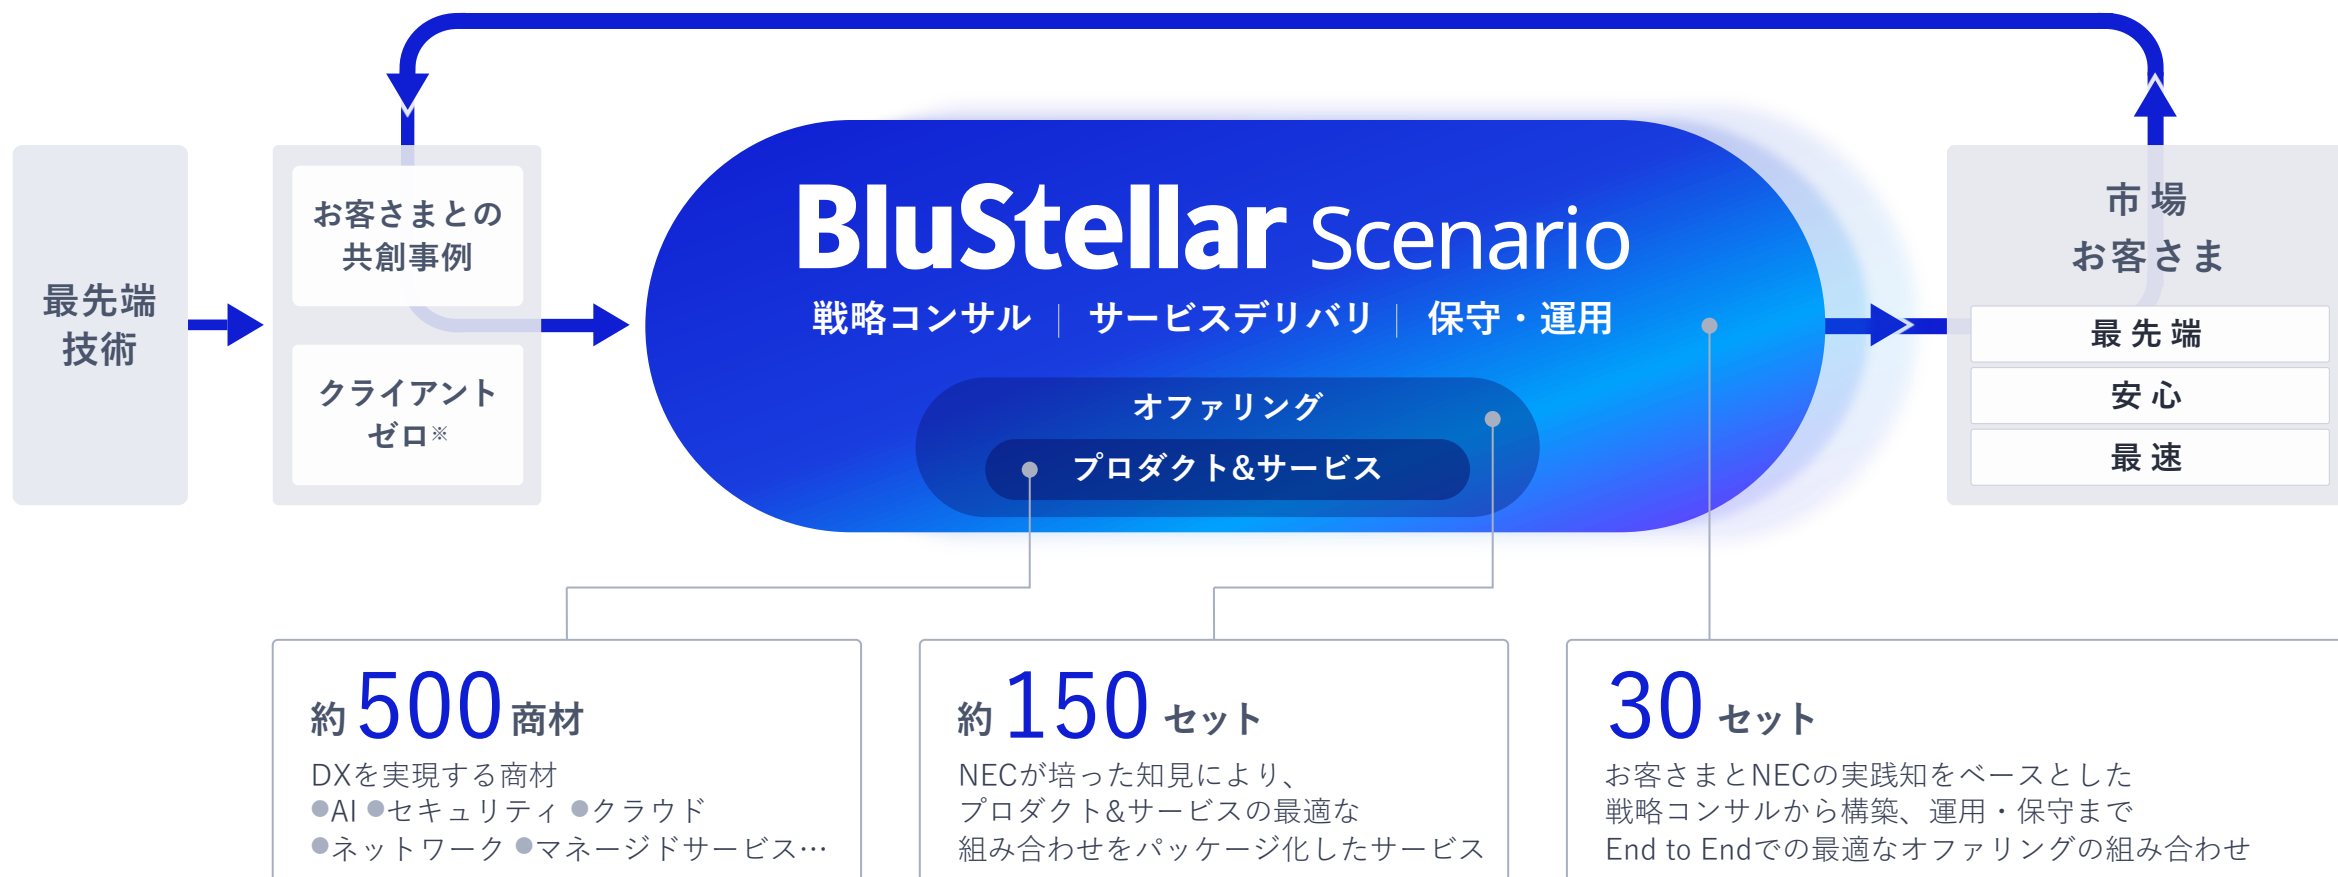 最先端
技術
お客さまとの
共創事例
クライアント
ゼロ※
BluStellar Scenario
戦略コンサル | サービスデリバリ | 保守・運用
オファリング
プロダクト&サービス
市場
お客さま
最先端
安心
最速
約500商材
DXを実現する商材
●AI ●セキュリティ ●クラウド
●ネットワーク ●マネージドサービス…
約150セット
NECが培った知見により、
プロダクト&サービスの最適な
組み合わせをパッケージ化したサービス
30セット
お客さまとNECの実践知をベースとした
戦略コンサルから構築、運用・保守まで
End to Endでの最適なオファリングの組み合わせ